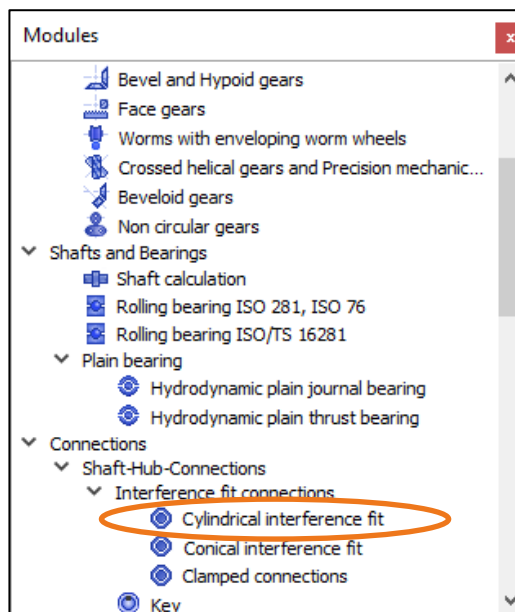 Modules
x
Bevel and Hypoid gears
Face gears
Worms with enveloping worm wheels
Crossed helical gears and Precision mechanic...
Beveloid gears
Non circular gears
Shafts and Bearings
Shaft calculation
Rolling bearing ISO 281, ISO 76
Rolling bearing ISO/TS 16281
Plain bearing
Hydrodynamic plain journal bearing
Hydrodynamic plain thrust bearing
Connections
Shaft-Hub-Connections
Interference fit connections
Cylindrical interference fit
Conical interference fit
Clamped connections
Key